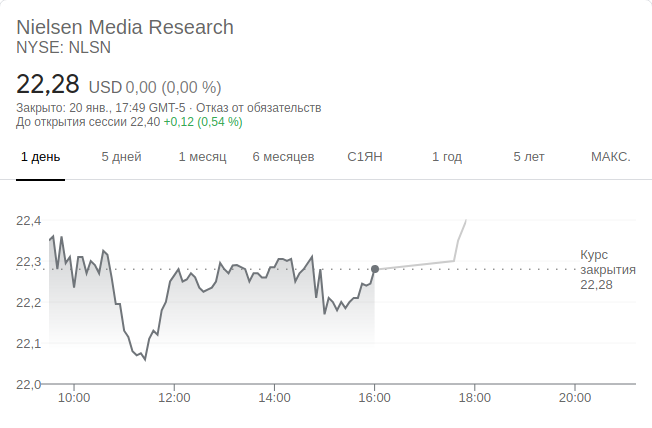 Nielsen Media Research
NYSE: NLSN
22,28 USD 0,00 (0,00 %)
Закрыто: 20 янв., 17:49 GMT-5 · Отказ от обязательств
До открытия сессии 22,40 +0,12 (0,54 %)
1 день 5 дней 1 месяц 6 месяцев С1ЯН 1 год 5 лет МАКС.
22,4
22,3
22,2
22,1
22,0
Курс
закрытия
22,28
10:00 12:00 14:00 16:00 18:00 20:00